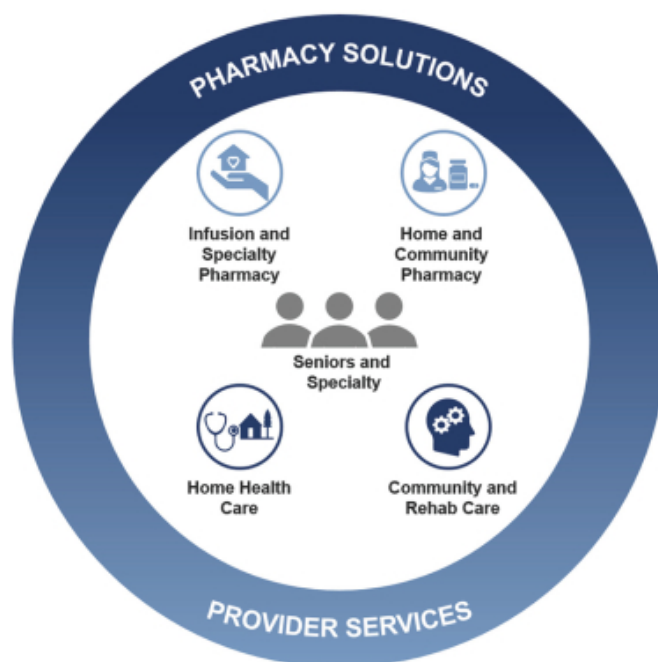 PHARMACY SOLUTIONS
Infusion and
Specialty
Pharmacy
Home and
Community
Pharmacy
Seniors and
Specialty
Home Health
Care
Community and
Rehab Care
PROVIDER SERVICES